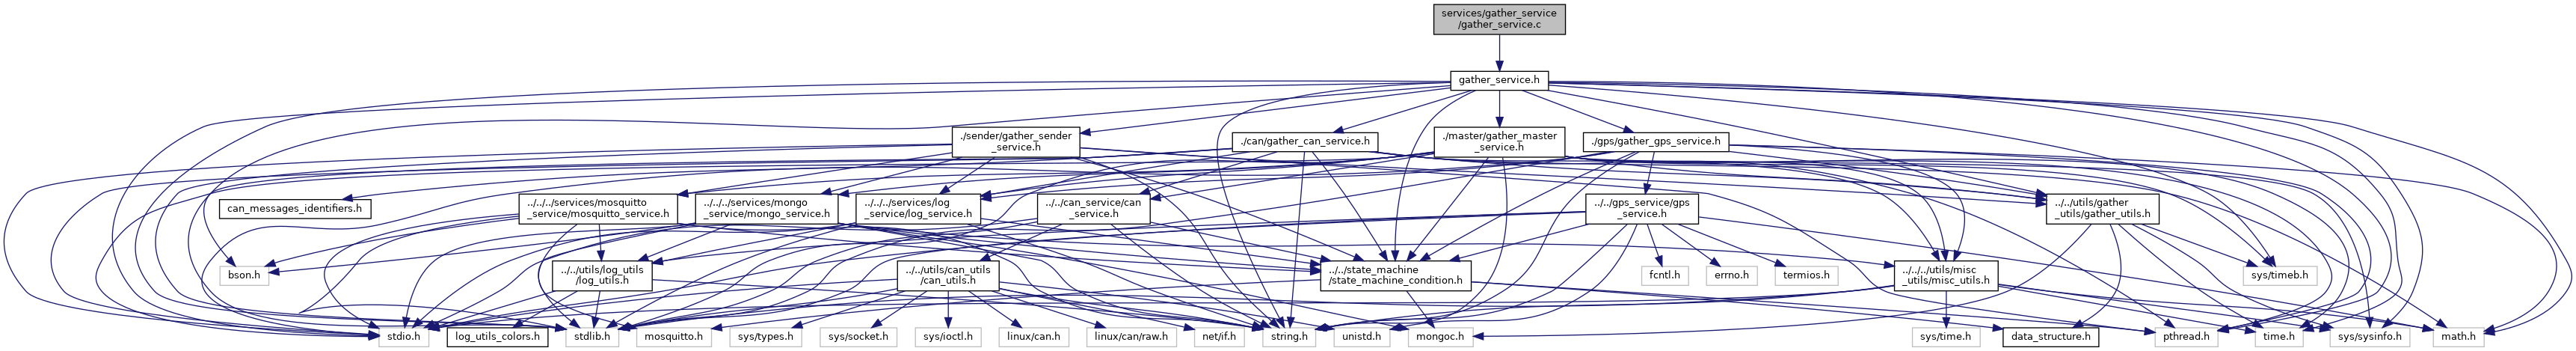 services/gather_service
/gather_service.c
gather_service.h
./sender/gather_sender
_service.h
./can/gather_can_service.h
./master/gather_master
_service.h
./gps/gather_gps_service.h
can_messages_identifiers.h
../../../services/mosquitto
_service/mosquitto_service.h
../../../services/mongo
_service/mongo_service.h
../../../services/log
_service/log_service.h
../../can_service/can
_service.h
../../gps_service/gps
_service.h
../../utils/gather
_utils/gather_utils.h
bson.h
../../utils/log_utils
/log_utils.h
../../utils/can_utils
/can_utils.h
../../state_machine
/state_machine_condition.h
fcntl.h
errno.h
termios.h
../../../utils/misc
_utils/misc_utils.h
sys/timeb.h
stdio.h
log_utils_colors.h
stdlib.h
mosquitto.h
sys/types.h
sys/socket.h
sys/ioctl.h
linux/can.h
linux/can/raw.h
net/if.h
string.h
unistd.h
mongoc.h
sys/time.h
data_structure.h
pthread.h
time.h
sys/sysinfo.h
math.h